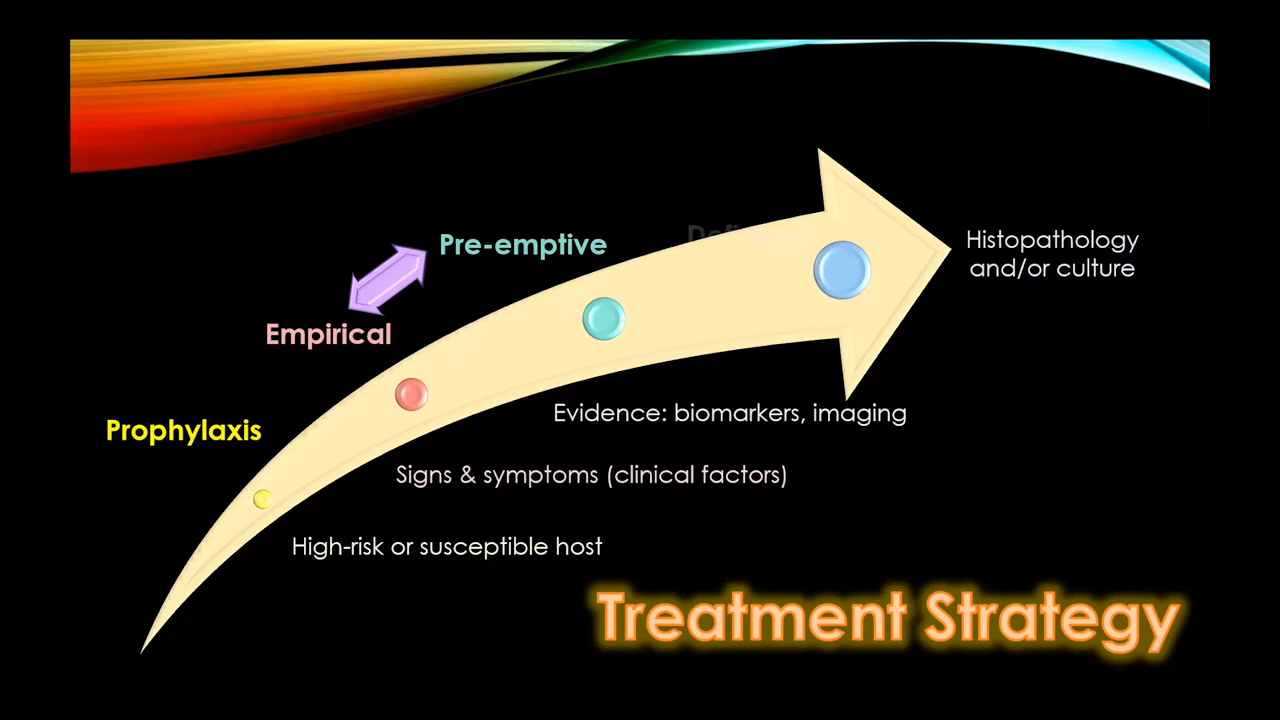 Pre-emptive
Empirical
Prophylaxis
Histopathology
and/or culture
Evidence: biomarkers, imaging
Signs & symptoms (clinical factors)
High-risk or susceptible host
Treatment Strategy